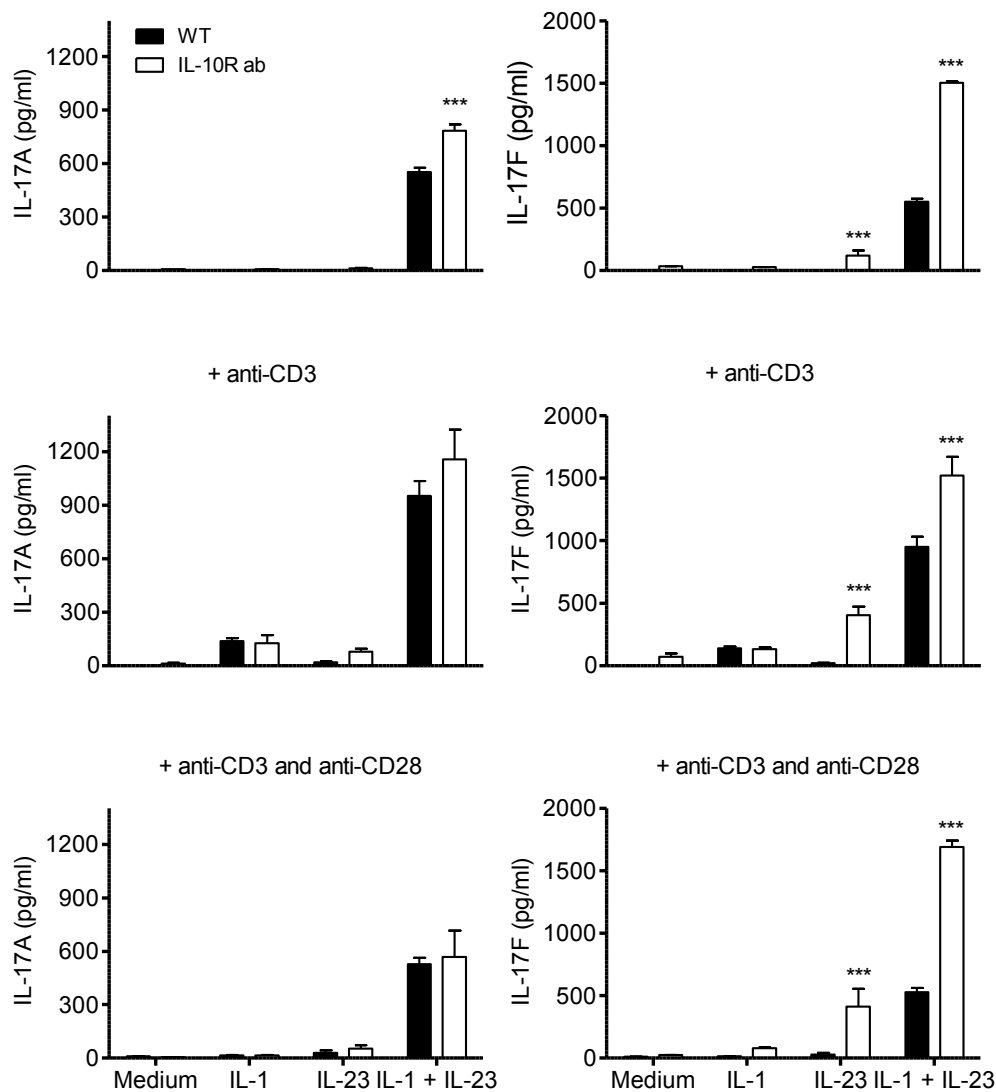 WT
IL-10R ab
***
IL-17A (pg/ml)
1200
900
600
300
0
***
***
IL-17F (pg/ml)
2000
1500
1000
500
0
+ anti-CD3
IL-17A (pg/ml)
1200
900
600
300
0
+ anti-CD3
***
***
IL-17F (pg/ml)
2000
1500
1000
500
0
+ anti-CD3 and anti-CD28
IL-17A (pg/ml)
1200
900
600
300
0
Medium IL-1 IL-23 IL-1 + IL-23
+ anti-CD3 and anti-CD28
***
***
IL-17F (pg/ml)
2000
1500
1000
500
0
Medium IL-1 IL-23 IL-1 + IL-23